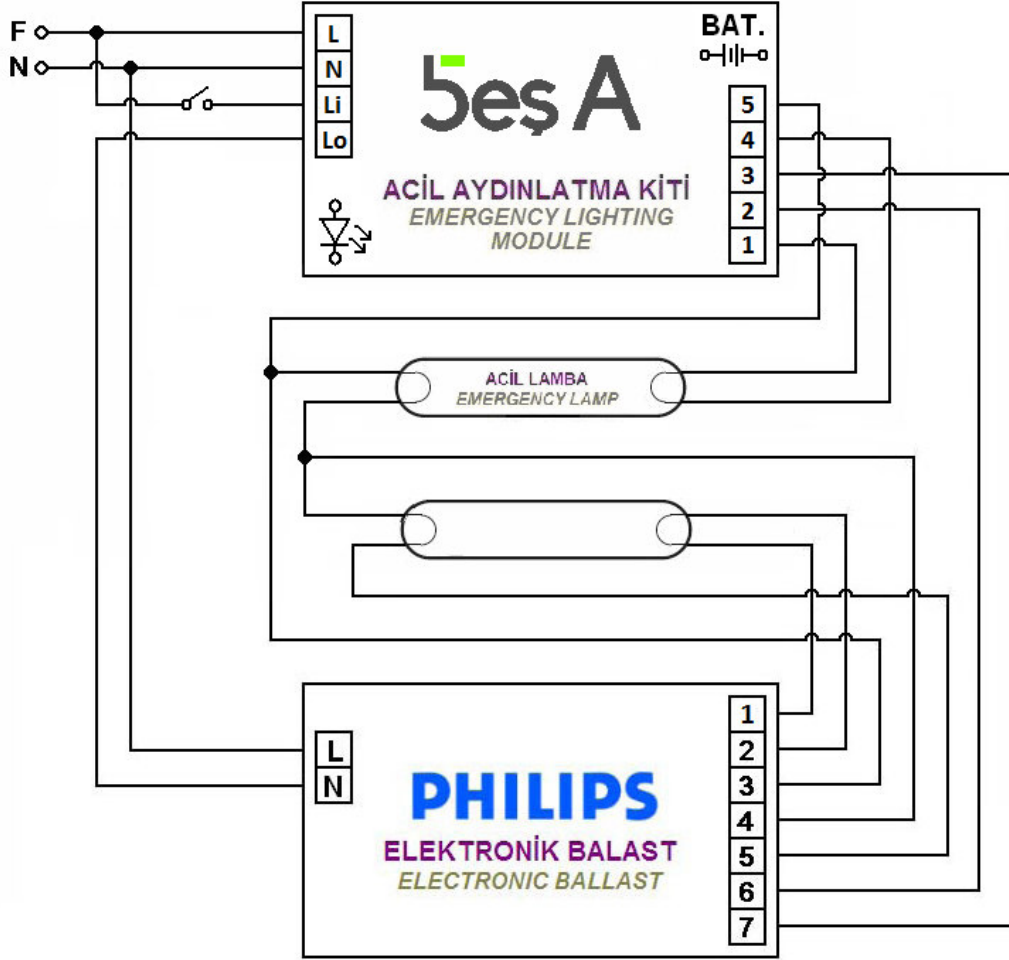 F
N
L
N
Li
Lo
BAT.
5
4
3
2
1
beş A
ACİL AYDINLATMA KİTİ
EMERGENCY LIGHTING
MODULE
ACİL LAMBA
EMERGENCY LAMP
L
N
1
2
3
4
5
6
7
PHILIPS
ELEKTRONİK BALAST
ELECTRONIC BALLAST